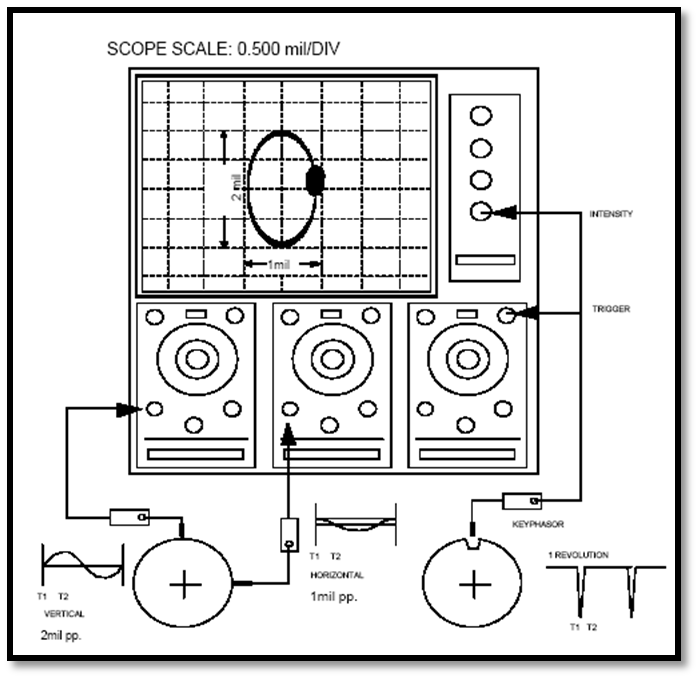 SCOPE SCALE: 0.500 mil/DIV
2 mil
1mil
INTENSITY
TRIGGER
KEYPHASOR
1 REVOLUTION
T1 T2
T1 T2
HORIZONTAL
1mil pp.
T1 T2
VERTICAL
2mil pp.